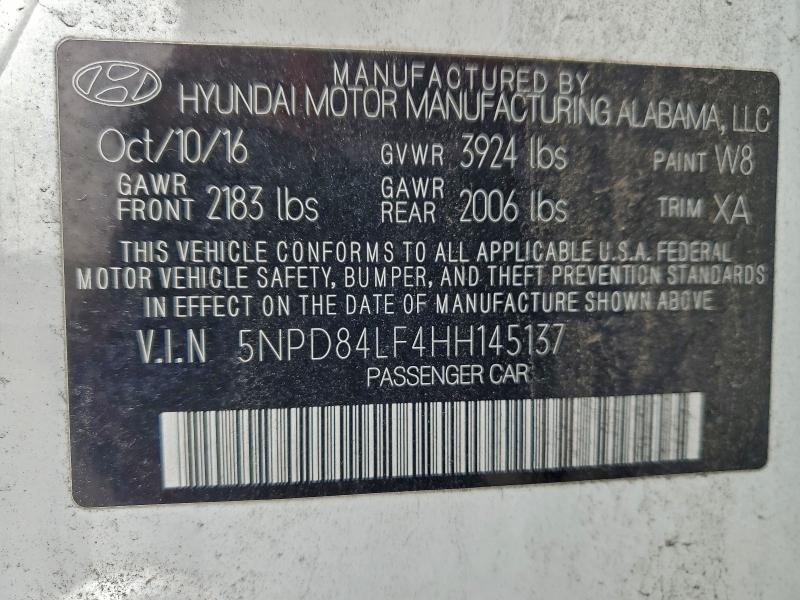 MANUFACTURED BY
HYUNDAI MOTOR MANUFACTURING ALABAMA, LLC
Oct/10/16 GVWR 3924 lbs PAINT W8
GAWR FRONT 2183 lbs GAWR REAR 2006 lbs TRIM XA
THIS VEHICLE CONFORMS TO ALL APPLICABLE U.S.A. FEDERAL
MOTOR VEHICLE SAFETY, BUMPER, AND THEFT PREVENTION STANDARDS
IN EFFECT ON THE DATE OF MANUFACTURE SHOWN ABOVE
V.I.N 5NPD84LF4HH145137
PASSENGER CAR